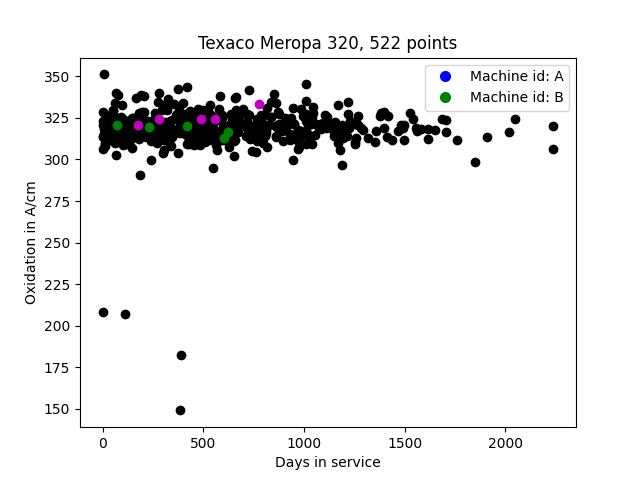 Texaco Meropa 320, 522 points
Machine id: A
Machine id: B
Oxidation in A/cm
350
325
300
275
250
225
200
175
150
0
500
1000
1500
2000
Days in service